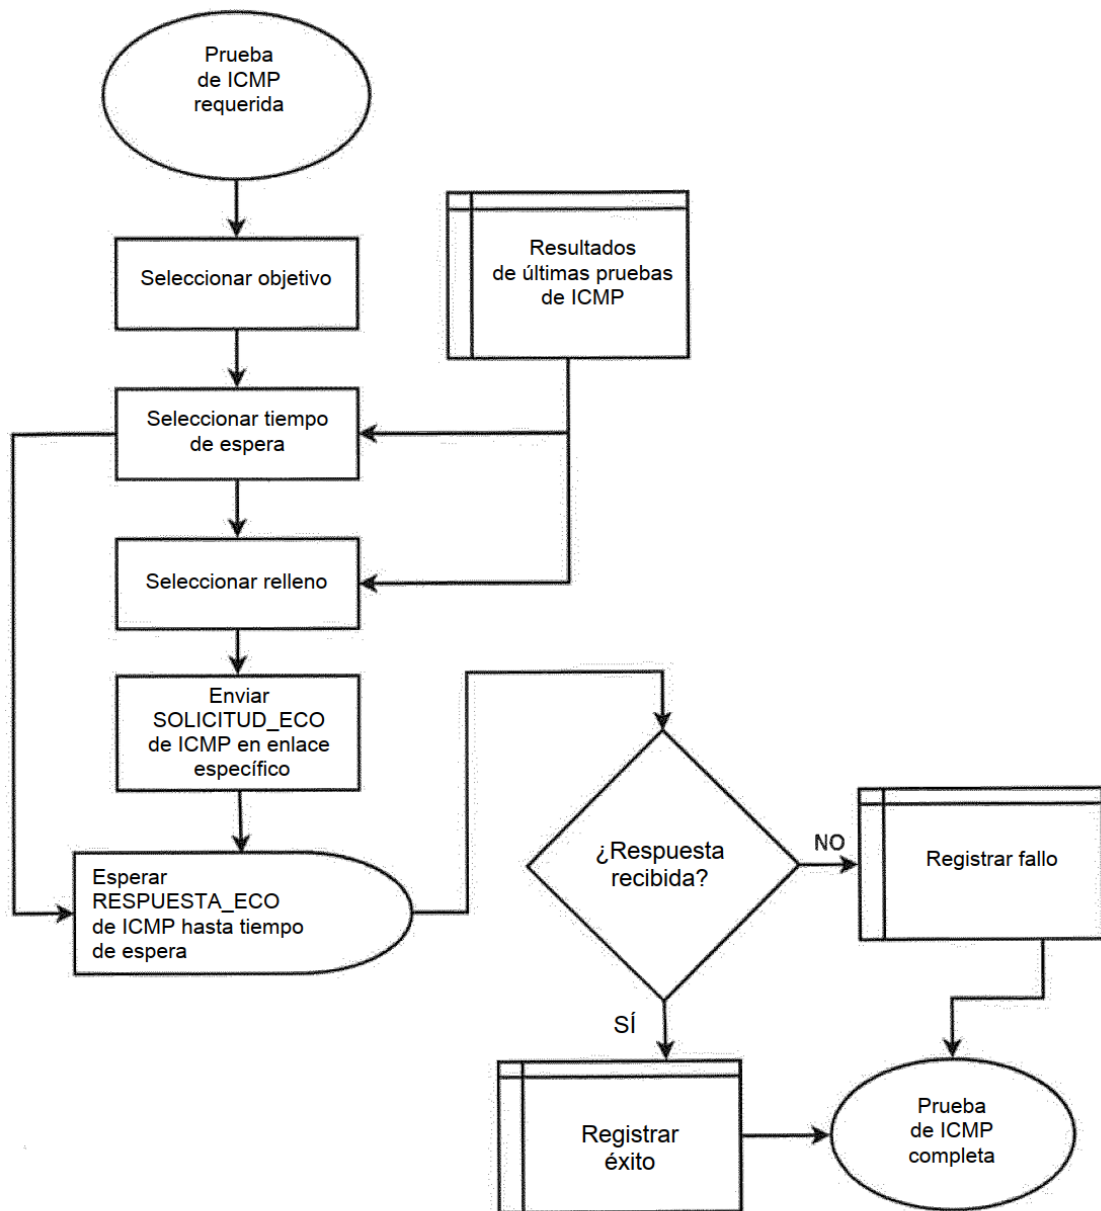 Prueba
de ICMP
requerida
Seleccionar objetivo
Resultados
de últimas pruebas
de ICMP
Seleccionar tiempo
de espera
Seleccionar relleno
Enviar
SOLICITUD_ECO
de ICMP en enlace
específico
Esperar
RESPUESTA_ECO
de ICMP hasta tiempo
de espera
¿Respuesta
recibida?
NO
Registrar fallo
SÍ
Registrar
éxito
Prueba
de ICMP
completa